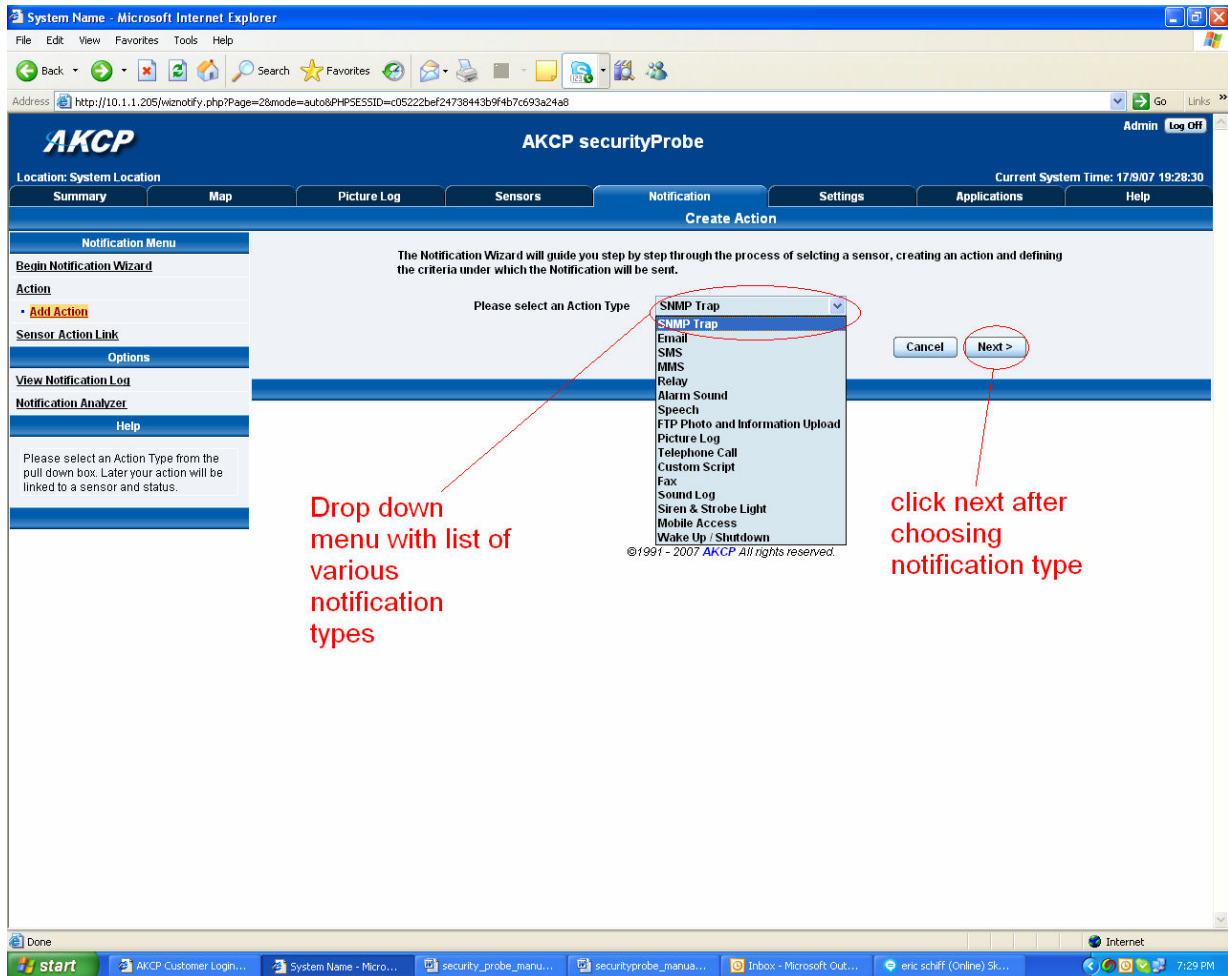 System Name - Microsoft Internet Explorer
File Edit View Favorites Tools Help
Back Search Favorites
Address http://10.1.1.205/wiznotify.php?Page=2&mode=auto&PHPSESSID=c05222bef24738443b9f4b7c693a24a8 Go Links »
AKCP
AKCP securityProbe
Admin Log Off
Location: System Location
Current System Time: 17/9/07 19:28:30
Summary Map Picture Log Sensors Notification Settings Applications Help
Create Action
Notification Menu
Begin Notification Wizard
Action
Add Action
Sensor Action Link
Options
View Notification Log
Notification Analyzer
Help
Please select an Action Type from the
pull down box. Later your action will be
linked to a sensor and status.
The Notification Wizard will guide you step by step through the process of selcting a sensor, creating an action and defining
the criteria under which the Notification will be sent.
Please select an Action Type SNMP Trap
SNMP Trap
Email
SMS
MMS
Relay
Alarm Sound
Speech
FTP Photo and Information Upload
Picture Log
Telephone Call
Custom Script
Fax
Sound Log
Siren & Strobe Light
Mobile Access
Wake Up / Shutdown
Cancel Next >
©1991 - 2007 AKCP All rights reserved.
Drop down
menu with list of
various
notification
types
click next after
choosing
notification type
Done Internet
start AKCP Customer Login... System Name - Micro... security_probe_manu... securityprobe_manua... Inbox - Microsoft Out... eric schiff (Online) Sk... 7:29 PM